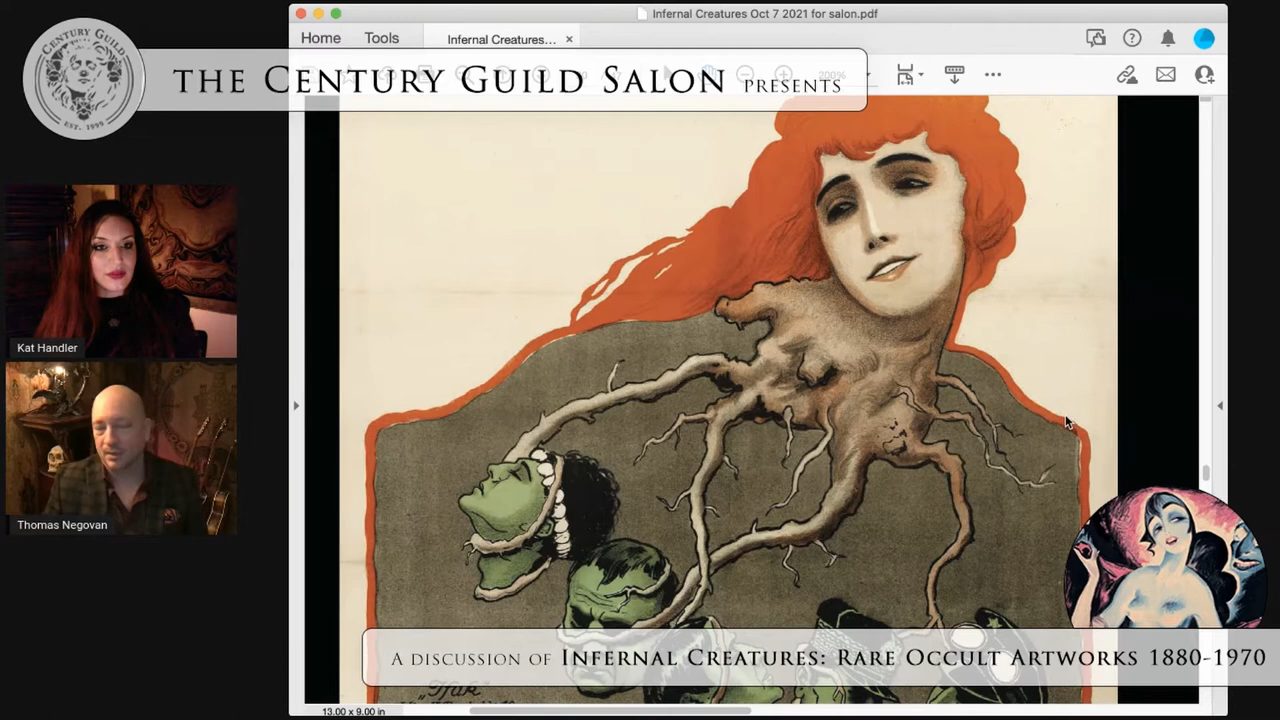 Infernal Creatures Oct 7 2021 for salon.pdf
Home Tools Infernal Creatures... ×
CENTURY GUILD
EST. 1999
THE CENTURY GUILD SALON PRESENTS
200%
Kat Handler
Thomas Negovan
A DISCUSSION OF INFERNAL CREATURES: RARE OCCULT ARTWORKS 1880-1970
13.00 x 9.00 in